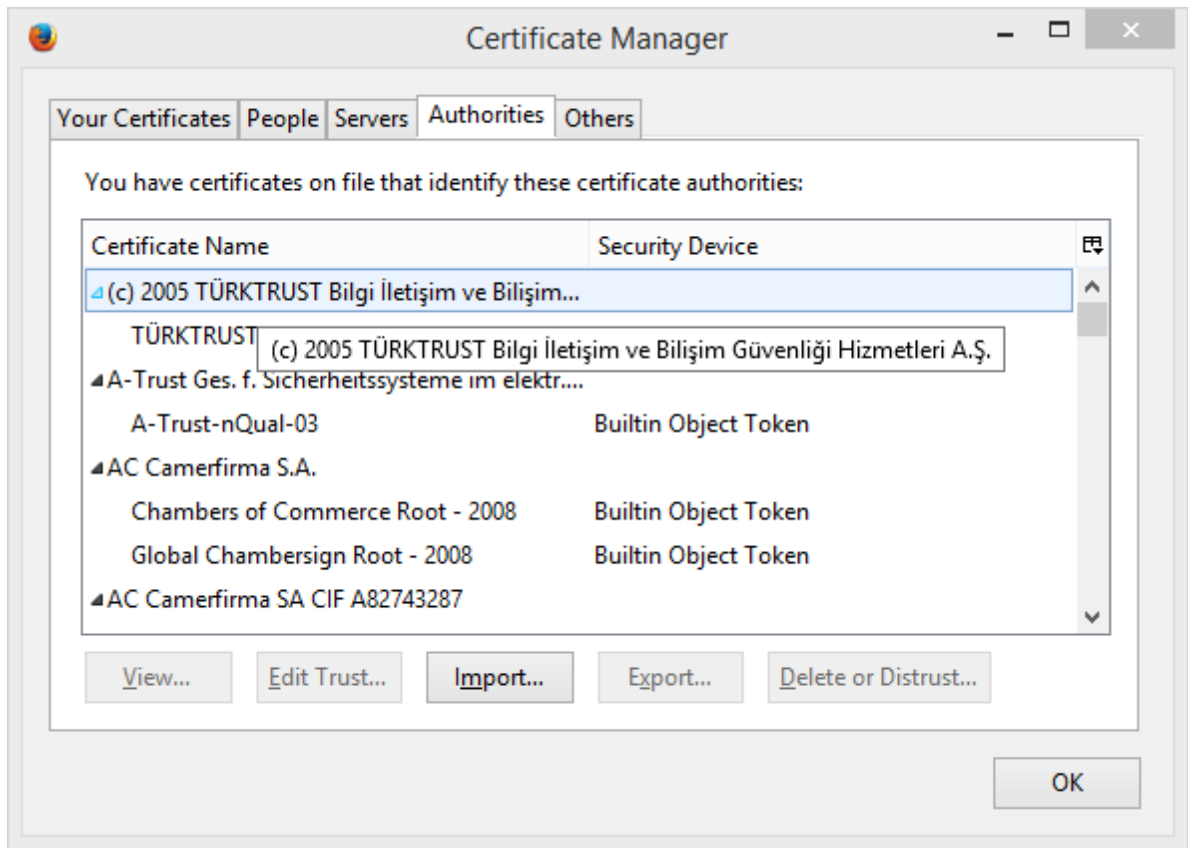 Certificate Manager
Your Certificates People Servers Authorities Others
You have certificates on file that identify these certificate authorities:
Certificate Name Security Device
(c) 2005 TÜRKTRUST Bilgi İletişim ve Bilişim...
TÜRKTRUST
(c) 2005 TÜRKTRUST Bilgi İletişim ve Bilişim Güvenliği Hizmetleri A.Ş.
A-Trust Ges. f. Sicherheitssysteme im elektr....
A-Trust-nQual-03 Builtin Object Token
AC Camerfirma S.A.
Chambers of Commerce Root - 2008 Builtin Object Token
Global Chambersign Root - 2008 Builtin Object Token
AC Camerfirma SA CIF A82743287
View... Edit Trust... Import... Export... Delete or Distrust...
OK